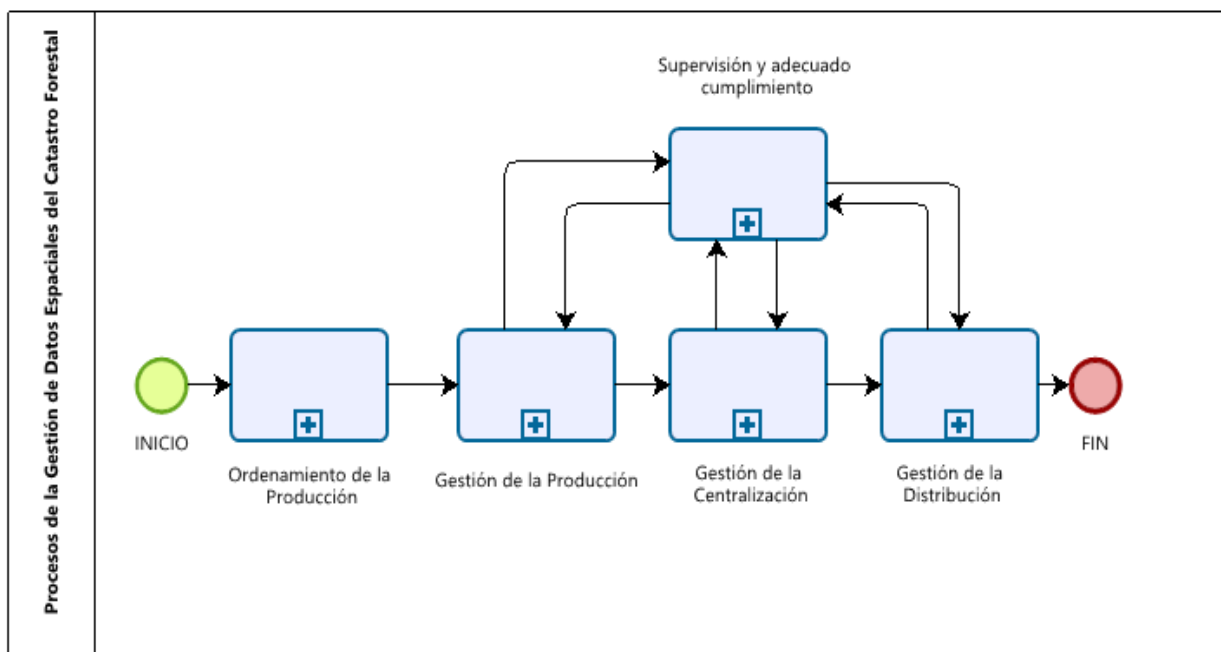 Procesos de la Gestión de Datos Espaciales del Catastro Forestal
Supervisión y adecuado
cumplimiento
INICIO
Ordenamiento de la
Producción
Gestión de la Producción
Gestión de la
Centralización
Gestión de la
Distribución
FIN